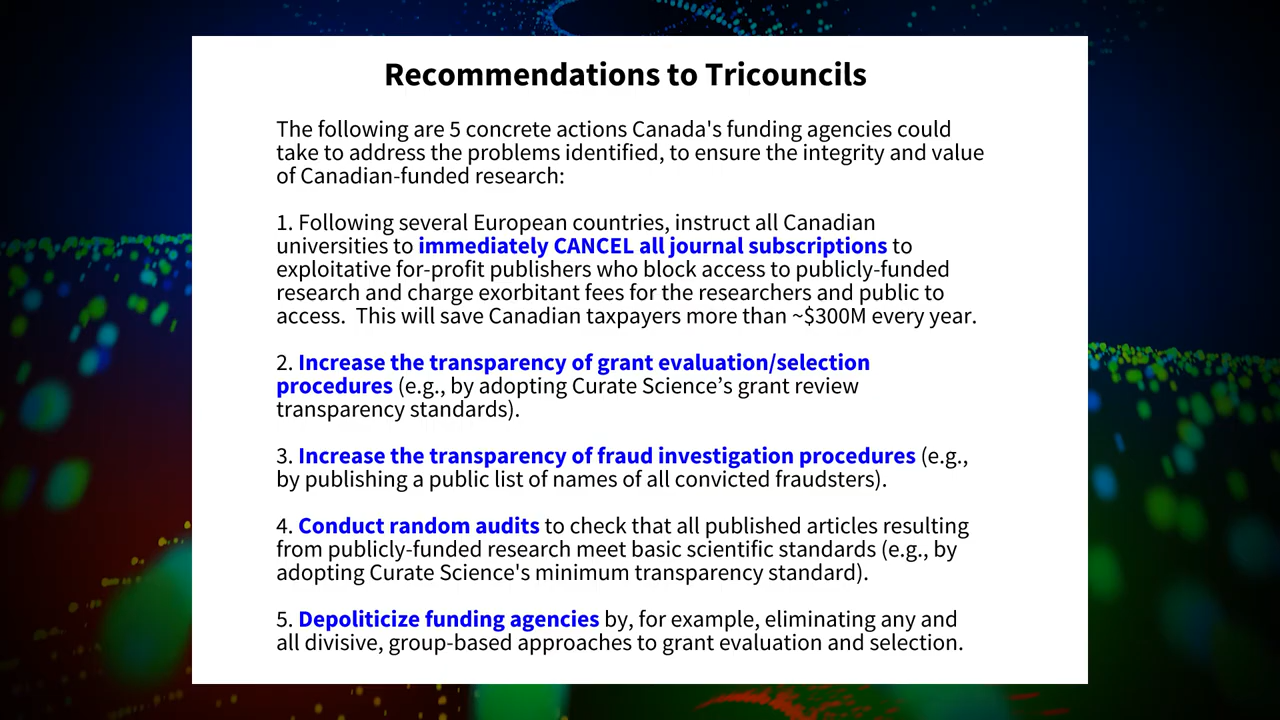 Recommendations to Tricouncils
The following are 5 concrete actions Canada's funding agencies could
take to address the problems identified, to ensure the integrity and value
of Canadian-funded research:
1. Following several European countries, instruct all Canadian
universities to immediately CANCEL all journal subscriptions to
exploitative for-profit publishers who block access to publicly-funded
research and charge exorbitant fees for the researchers and public to
access.  This will save Canadian taxpayers more than ~$300M every year.
2. Increase the transparency of grant evaluation/selection
procedures (e.g., by adopting Curate Science’s grant review
transparency standards).
3. Increase the transparency of fraud investigation procedures (e.g.,
by publishing a public list of names of all convicted fraudsters).
4. Conduct random audits to check that all published articles resulting
from publicly-funded research meet basic scientific standards (e.g., by
adopting Curate Science's minimum transparency standard).
5. Depoliticize funding agencies by, for example, eliminating any and
all divisive, group-based approaches to grant evaluation and selection.